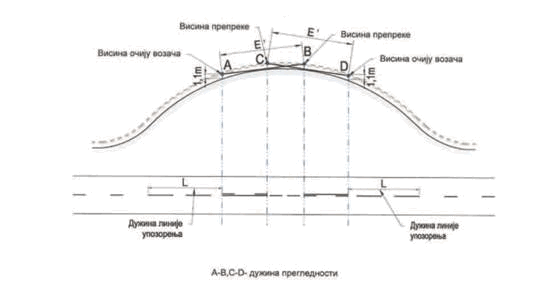 Висина препреке
Висина препреке
E'
E'
Висина очију возача
A
C
B
D
Висина очију возача
1,1m
1,1m
L
L
Дужина линије
упозорења
Дужина линије
упозорења
A-B,C-D- дужина прегледности